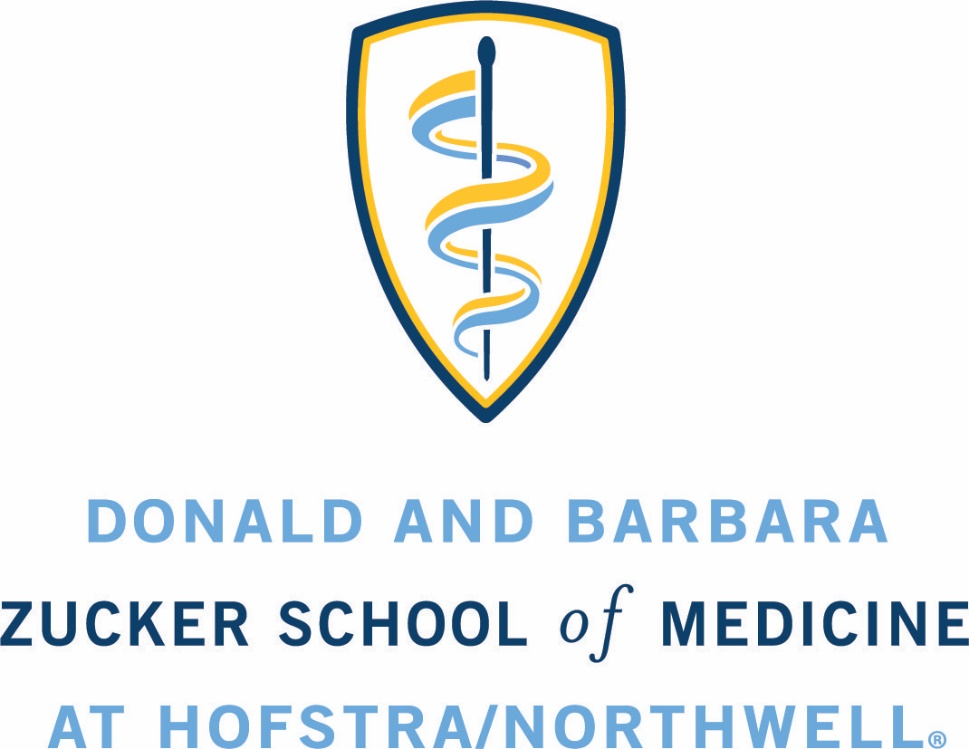 DONALD AND BARBARA
ZUCKER SCHOOL of MEDICINE
AT HOFSTRA/NORTHWELL®